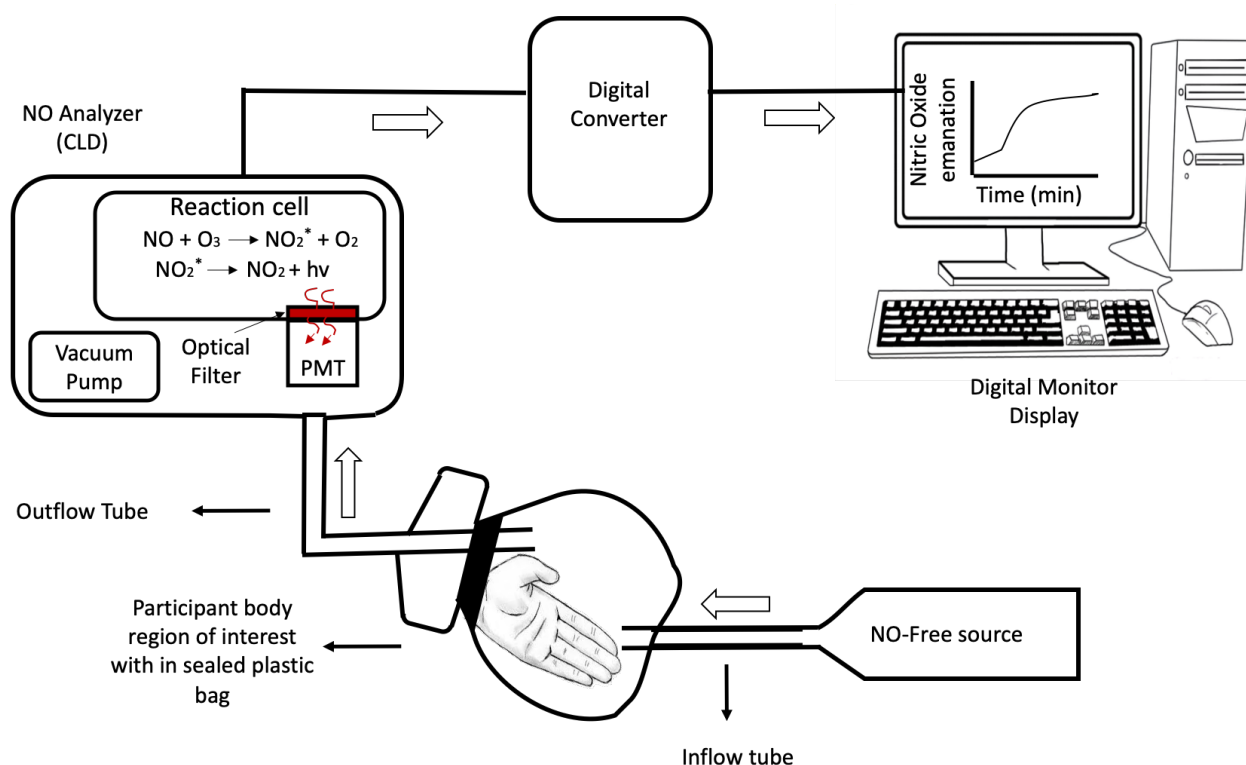 NO Analyzer
(CLD)
Reaction cell
NO + O₃ → NO₂* + O₂
NO₂* → NO₂ + hv
Vacuum
Pump
Optical
Filter
PMT
Digital
Converter
Nitric Oxide
emanation
Time (min)
Digital Monitor
Display
Outflow Tube
Participant body
region of interest
with in sealed plastic
bag
NO-Free source
Inflow tube